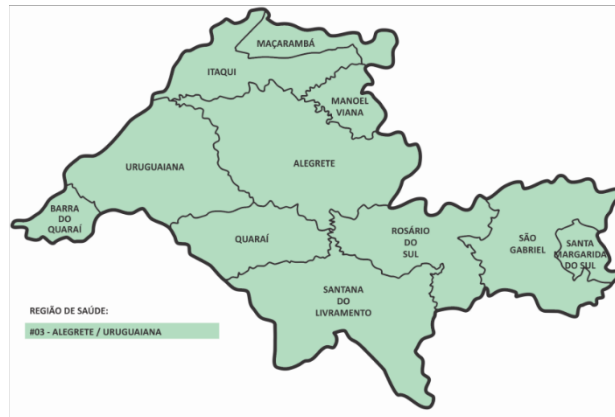 MAÇARAMBÁ
ITAQUI
MANOEL
VIANA
URUGUAIANA
ALEGRETE
BARRA
DO
QUARAÍ
QUARAÍ
ROSÁRIO
DO
SUL
SÃO
GABRIEL
SANTA
MARGARIDA
DO SUL
SANTANA
DO
LIVRAMENTO
REGIÃO DE SAÚDE:
#03 - ALEGRETE / URUGUAIANA